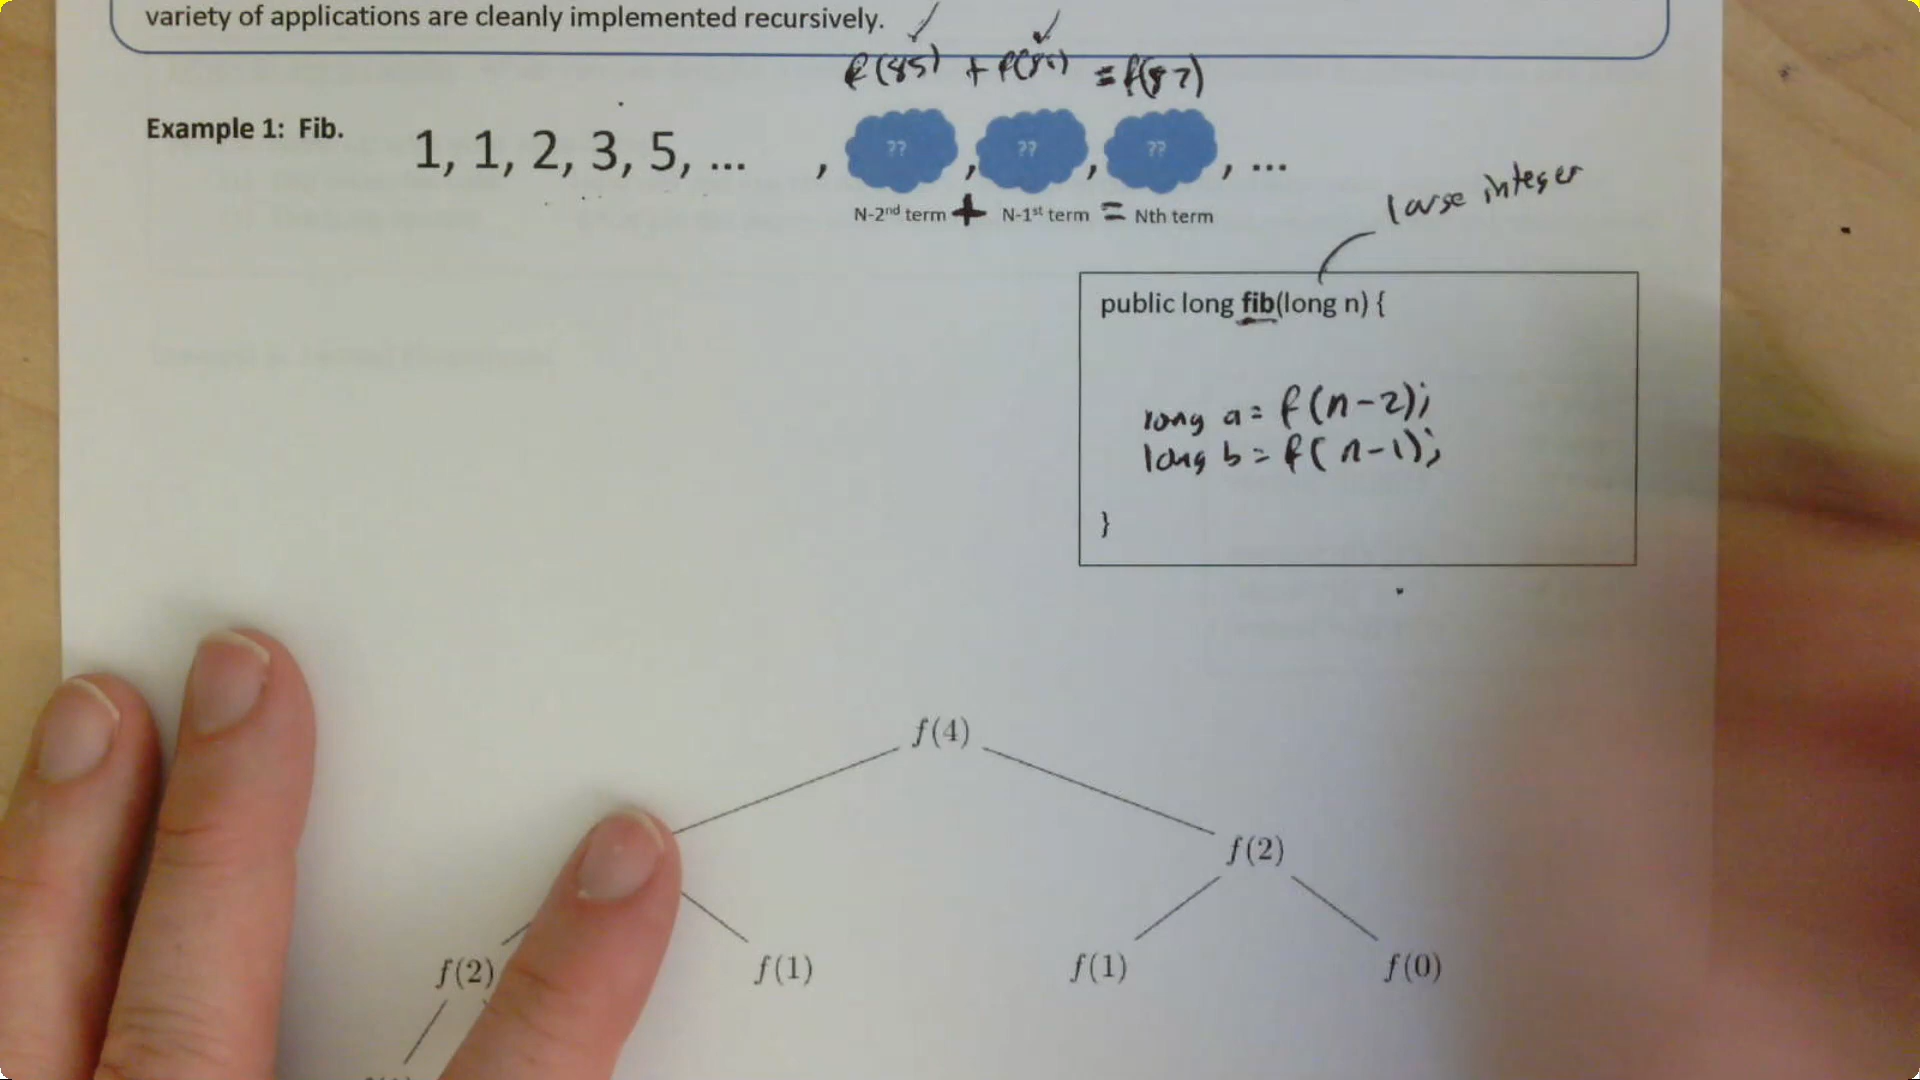 variety of applications are cleanly implemented recursively.
f(85) + f(86) = f(87)
Example 1: Fib. 1, 1, 2, 3, 5, ... , ?? , ?? , ?? , ...
N-2nd term + N-1st term = Nth term
large integer
public long fib(long n) {
long a = f(n-2);
long b = f(n-1);
}
f(4)
f(2)
f(2) f(1) f(1) f(0)